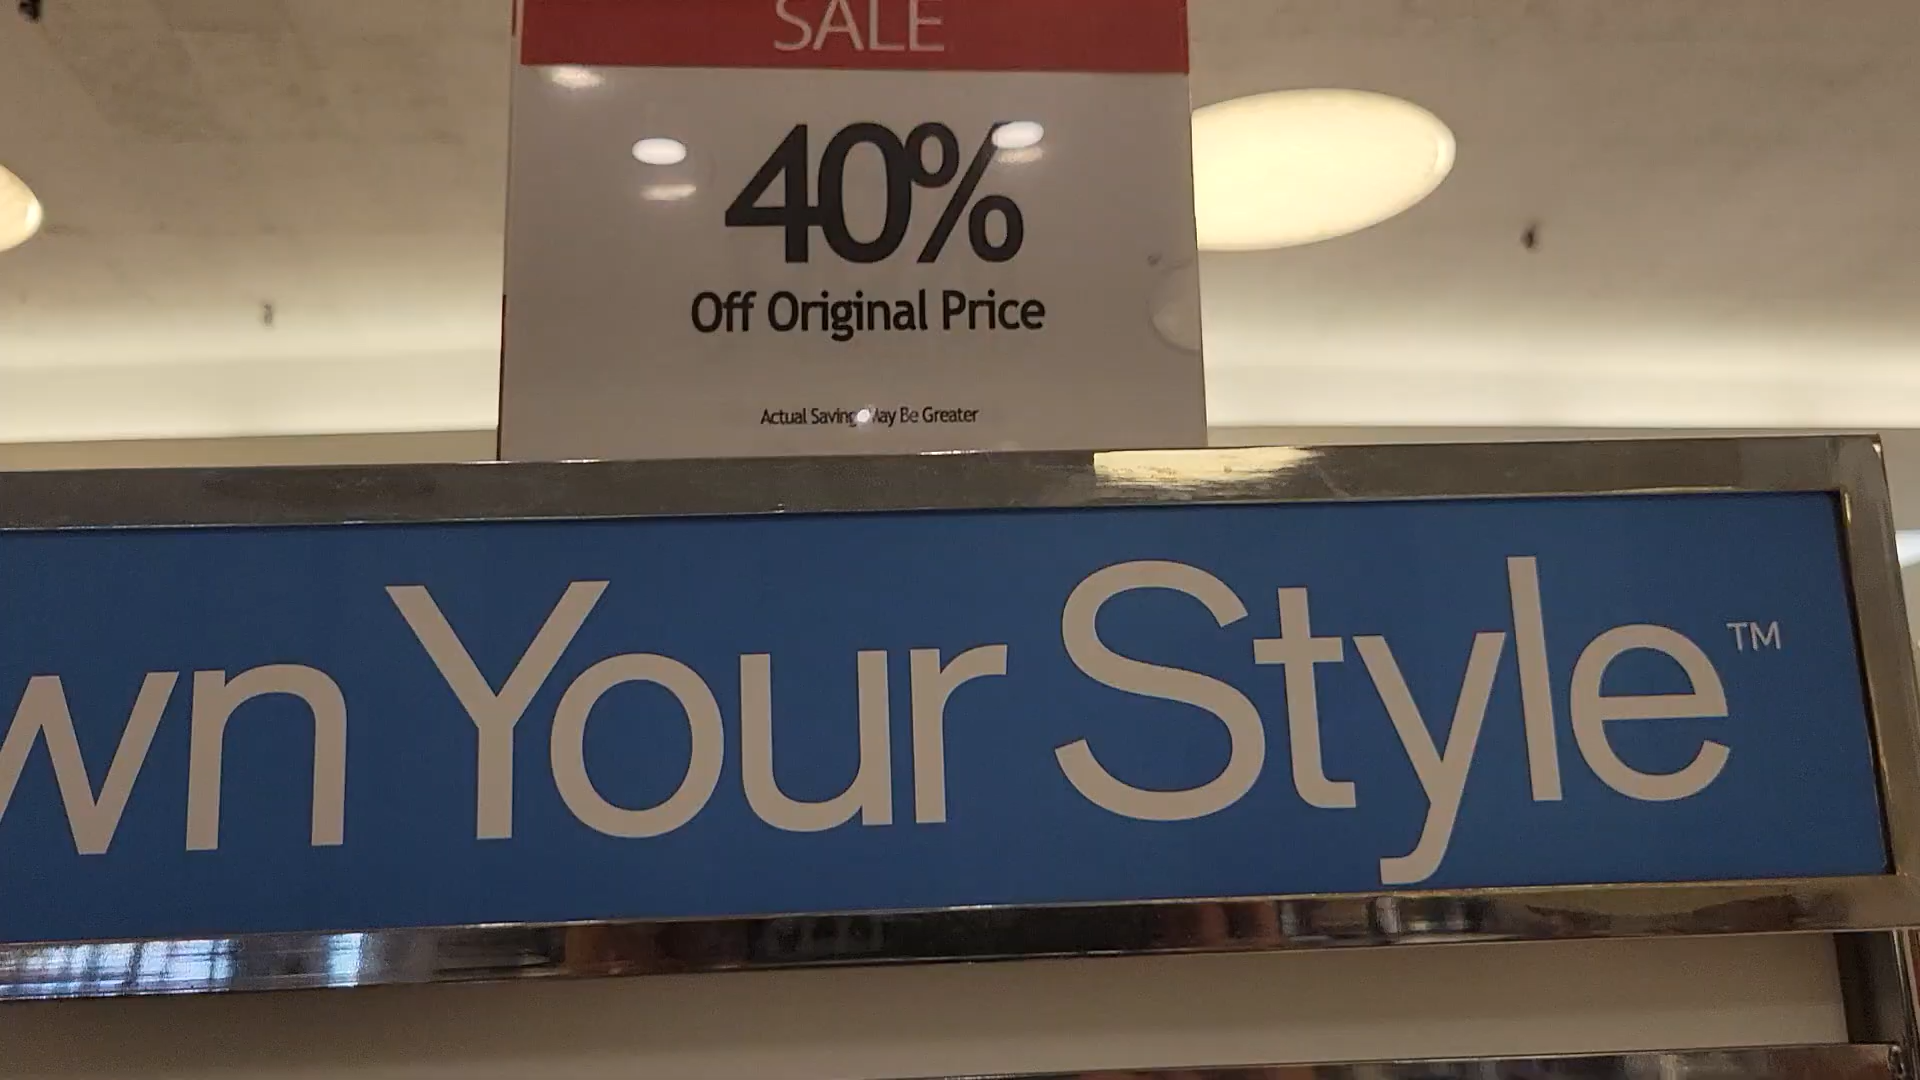 SALE
40%
Off Original Price
Actual Savings May Be Greater
wn Your Style™